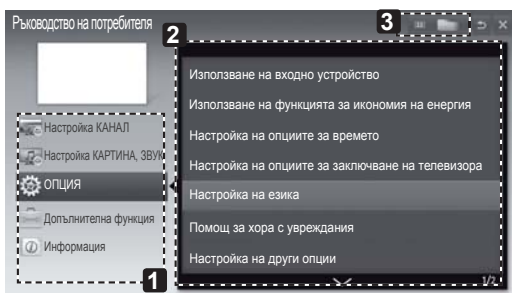 Ръководство на потребителя
3
2
Настройка КАНАЛ
Настройка КАРТИНА, ЗВУК
ОПЦИЯ
Допълнителна функция
Информация
1
Използване на входно устройство
Използване на функцията за икономия на енергия
Настройка на опциите за времето
Настройка на опциите за заключване на телевизора
Настройка на езика
Помощ за хора с увреждания
Настройка на други опции
1/2